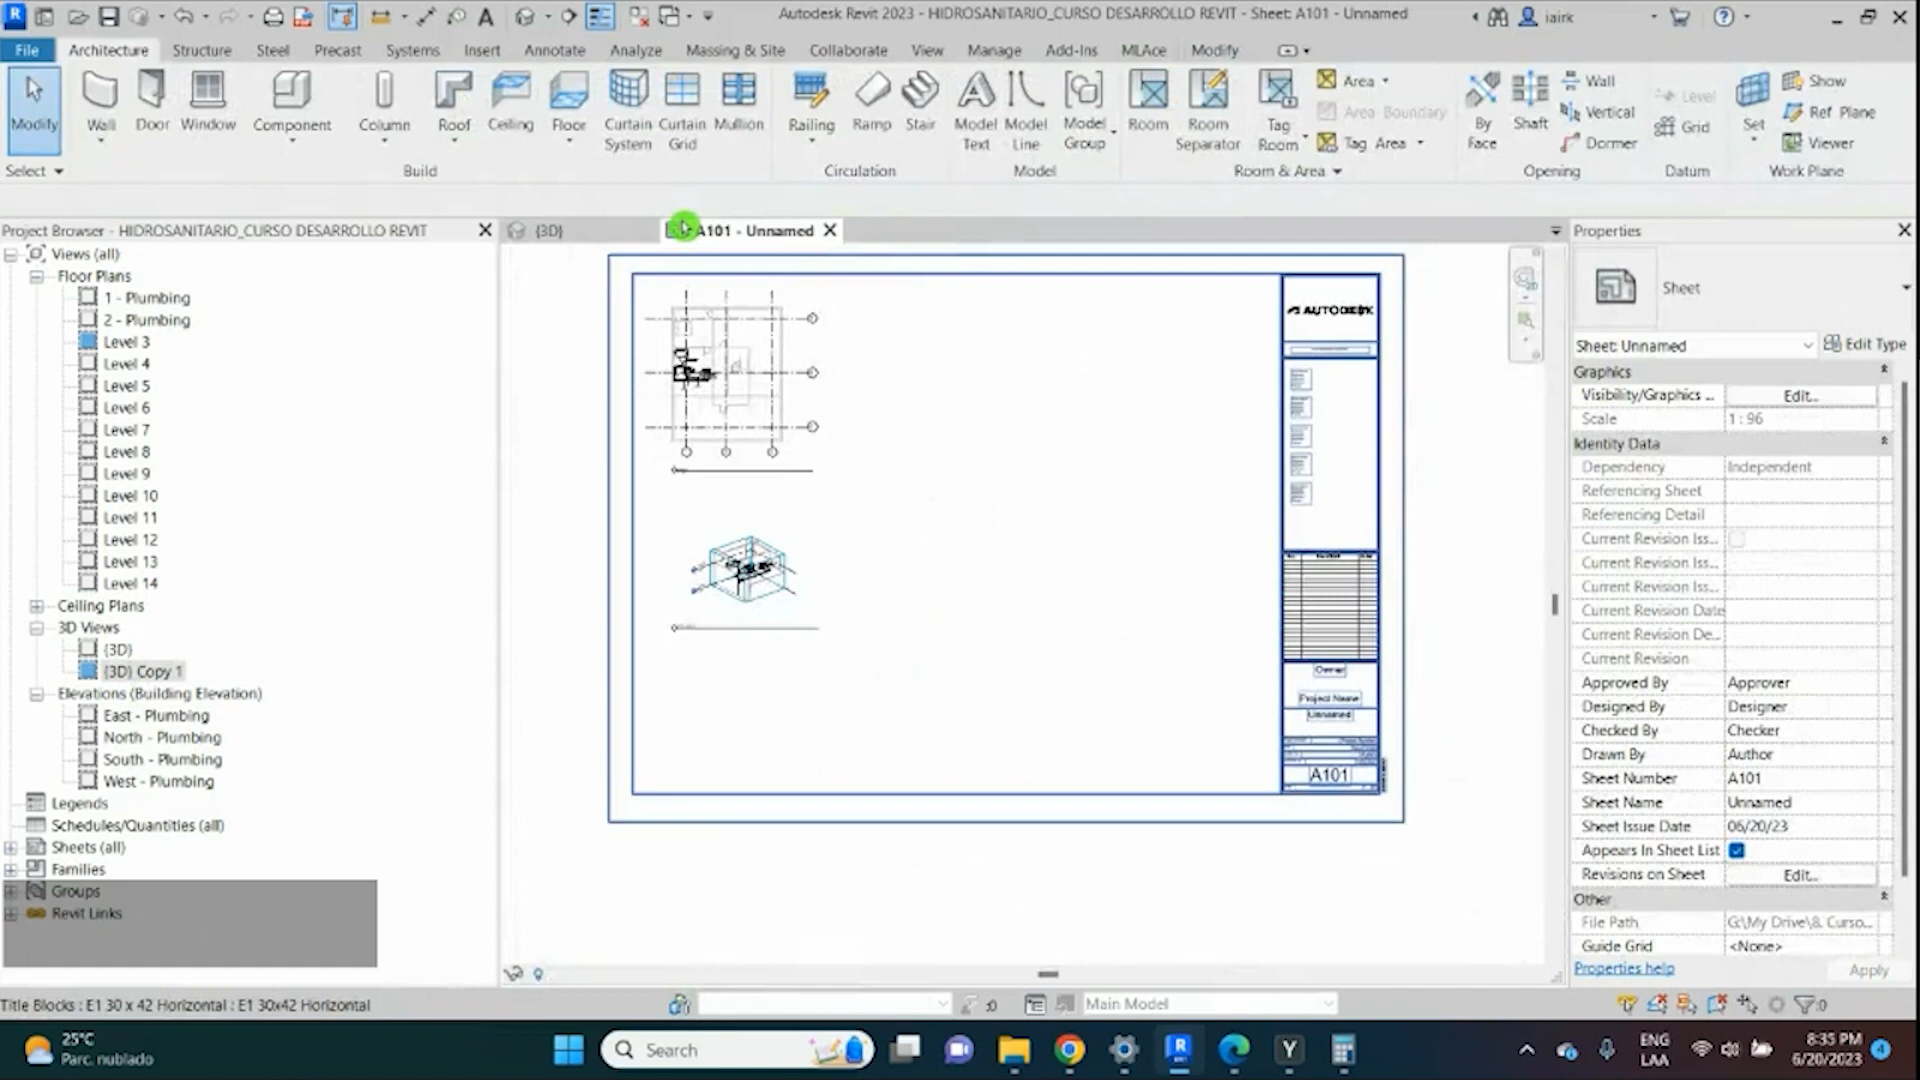 Autodesk Revit 2023 - HIDROSANITARIO_CURSO DESARROLLO REVIT - Sheet: A101 - Unnamed
iairk
File
Architecture
Structure
Steel
Precast
Systems
Insert
Annotate
Analyze
Massing & Site
Collaborate
View
Manage
Add-Ins
MLAce
Modify
Modify
Wall
Door
Window
Component
Column
Roof
Ceiling
Floor
Curtain System
Curtain Grid
Mullion
Railing
Ramp
Stair
Model Text
Model Line
Model Group
Room
Room Separator
Tag Room
Area
Area Boundary
Tag Area
By Face
Shaft
Wall
Vertical
Dormer
Level
Grid
Set
Show
Ref Plane
Viewer
Select
Build
Circulation
Model
Room & Area
Opening
Datum
Work Plane
Project Browser - HIDROSANITARIO_CURSO DESARROLLO REVIT
Views (all)
Floor Plans
1 - Plumbing
2 - Plumbing
Level 3
Level 4
Level 5
Level 6
Level 7
Level 8
Level 9
Level 10
Level 11
Level 12
Level 13
Level 14
Ceiling Plans
3D Views
{3D}
{3D} Copy 1
Elevations (Building Elevation)
East - Plumbing
North - Plumbing
South - Plumbing
West - Plumbing
Legends
Schedules/Quantities (all)
Sheets (all)
Families
Groups
Revit Links
{3D}
A101 - Unnamed
AUTODESK
Owner
Project Name
Unnamed
A101
Properties
Sheet
Sheet: Unnamed
Edit Type
Graphics
Visibility/Graphics ... Edit...
Scale 1 : 96
Identity Data
Dependency Independent
Referencing Sheet
Referencing Detail
Current Revision Iss...
Current Revision Iss...
Current Revision Iss...
Current Revision Date
Current Revision De...
Current Revision
Approved By Approver
Designed By Designer
Checked By Checker
Drawn By Author
Sheet Number A101
Sheet Name Unnamed
Sheet Issue Date 06/20/23
Appears In Sheet List
Revisions on Sheet Edit...
Other
File Path G:\My Drive\& Curso...
Guide Grid <None>
Properties help
Apply
Title Blocks : E1 30 x 42 Horizontal : E1 30x42 Horizontal
:0
Main Model
:0
25°C
Parc. nublado
Search
ENG
LAA
8:35 PM
6/20/2023
4